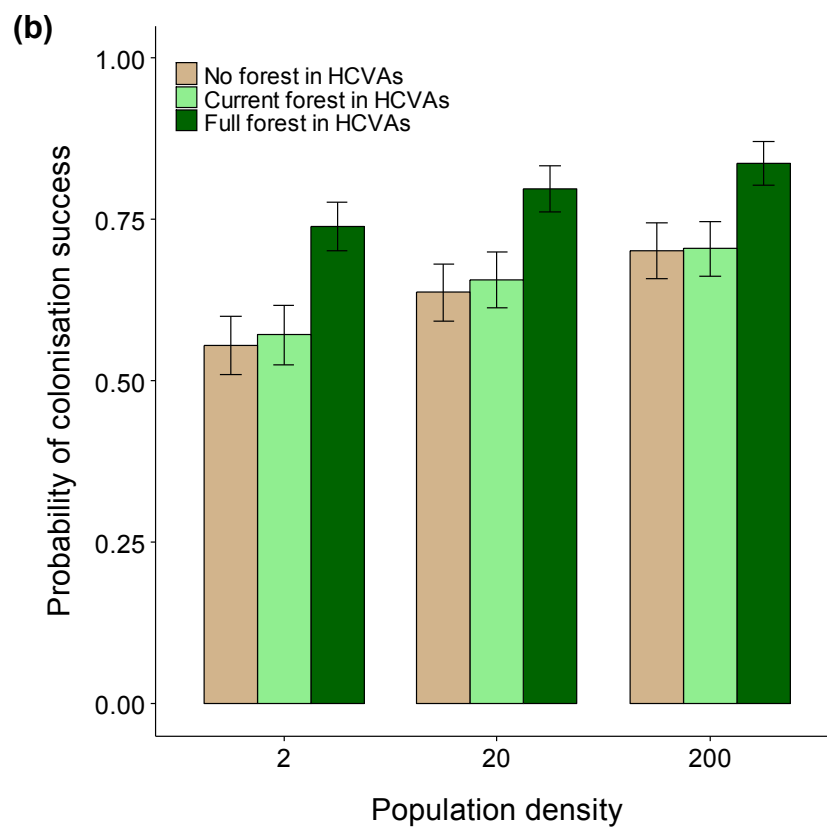 (b)
1.00
No forest in HCVAs
Current forest in HCVAs
Full forest in HCVAs
0.75
0.50
0.25
0.00
Probability of colonisation success
2 20 200
Population density